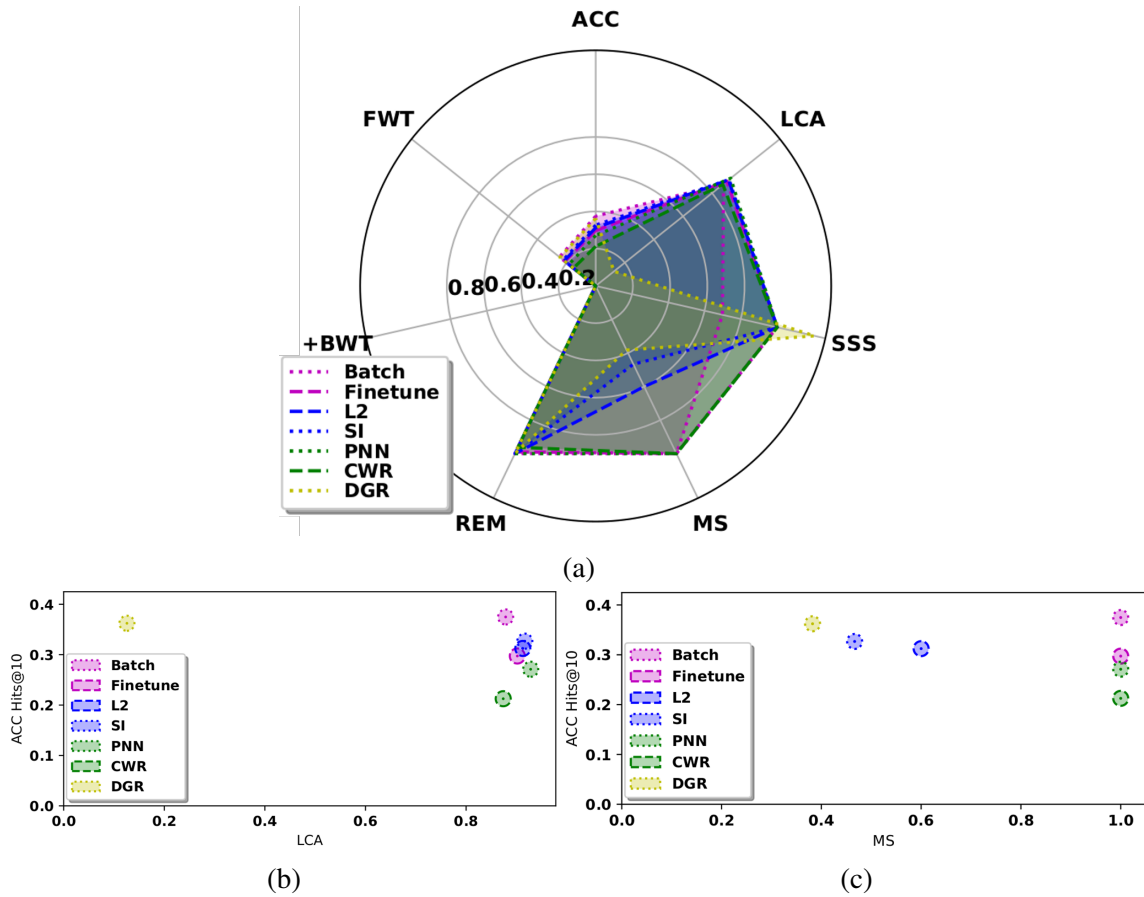 ACC
FWT
LCA
0.8 0.6 0.4 0.2
+BWT
SSS
Batch
Finetune
L2
SI
PNN
CWR
DGR
REM
MS
(a)
0.4
0.3
0.2
0.1
0.0
ACC Hits@10
Batch
Finetune
L2
SI
PNN
CWR
DGR
0.0 0.2 0.4 0.6 0.8
LCA
(b)
0.4
0.3
0.2
0.1
0.0
ACC Hits@10
Batch
Finetune
L2
SI
PNN
CWR
DGR
0.0 0.2 0.4 0.6 0.8 1.0
MS
(c)